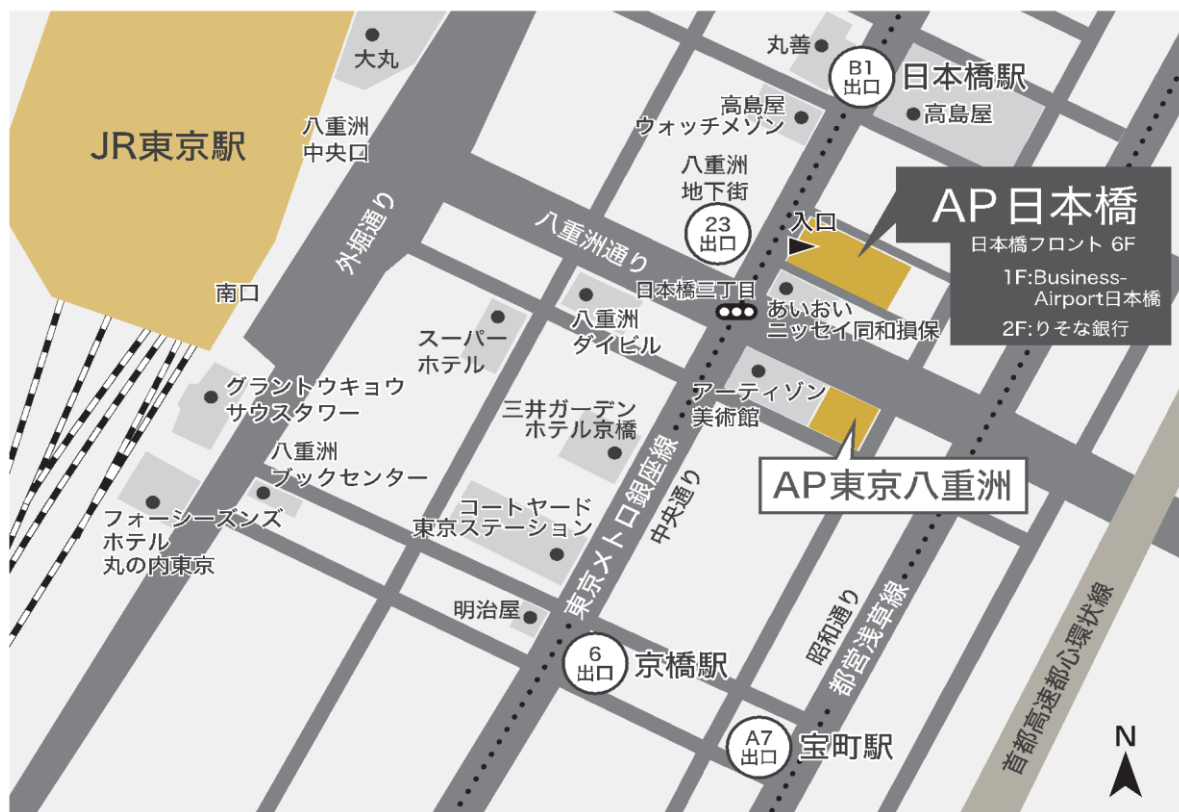 丸善
B1
出口
日本橋駅
大丸
高島屋
ウォッチメゾン
高島屋
八重洲
中央口
JR東京駅
八重洲
地下街
AP日本橋
日本橋フロント 6F
1F:Business-
Airport日本橋
2F:りそな銀行
23
出口
入口
外堀通り
八重洲通り
南口
日本橋三丁目
あいおい
ニッセイ同和損保
八重洲
ダイビル
スーパー
ホテル
アーティゾン
美術館
グラントウキョウ
サウスタワー
三井ガーデン
ホテル京橋
八重洲
ブックセンター
AP東京八重洲
コートヤード
東京ステーション
東京メトロ銀座線
中央通り
フォーシーズンズ
ホテル
丸の内東京
明治屋
昭和通り
都営浅草線
首都高速都心環状線
6
出口
京橋駅
A7
出口
宝町駅
N